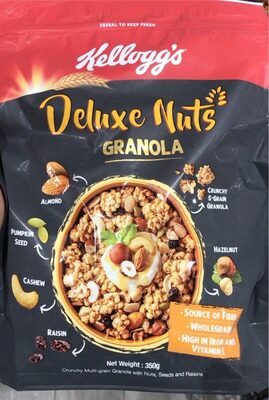 RESEAL TO KEEP FRESH
Kellogg's
Deluxe Nuts
GRANOLA
ALMOND
CRUNCHY
5-GRAIN
GRANOLA
PUMPKIN
SEED
HAZELNUT
CASHEW
RAISIN
SOURCE OF FIBRE
WHOLEGRAIN
HIGH IN IRON AND
VITAMIN E
Net Weight : 350g
Crunchy Multi-grain Granola with Nuts, Seeds and Raisins